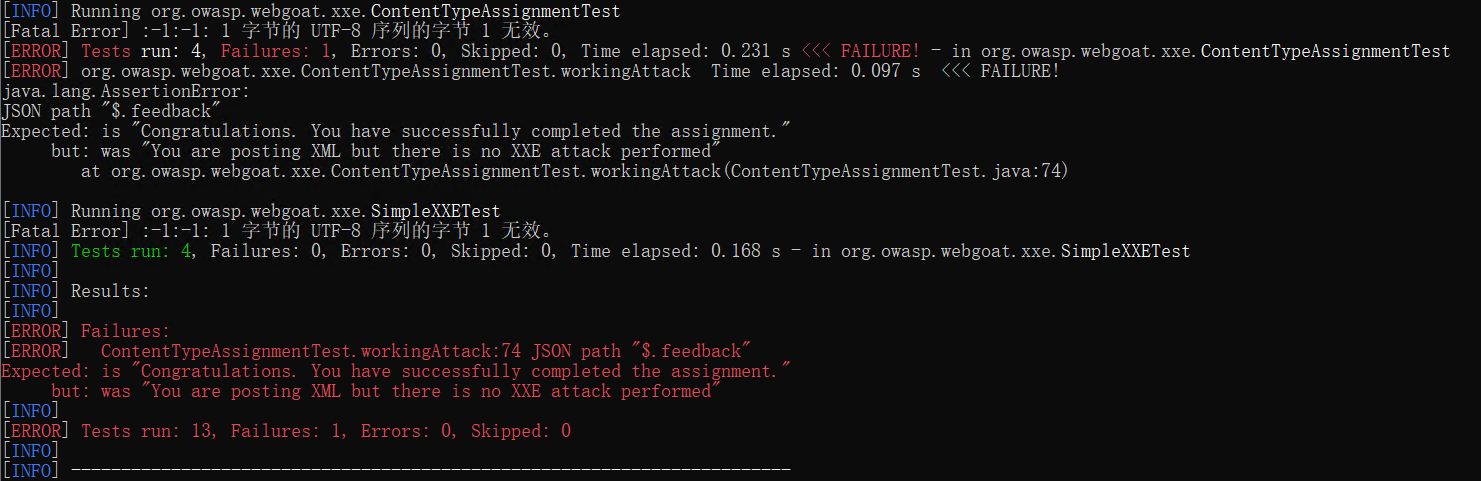 [INFO] Running org.owasp.webgoat.xxe.ContentTypeAssignmentTest
[Fatal Error] :-1:-1: 1 字节的 UTF-8 序列的字节 1 无效。
[ERROR] Tests run: 4, Failures: 1, Errors: 0, Skipped: 0, Time elapsed: 0.231 s <<< FAILURE! - in org.owasp.webgoat.xxe.ContentTypeAssignmentTest
[ERROR] org.owasp.webgoat.xxe.ContentTypeAssignmentTest.workingAttack  Time elapsed: 0.097 s  <<< FAILURE!
java.lang.AssertionError:
JSON path "$.feedback"
Expected: is "Congratulations. You have successfully completed the assignment."
     but: was "You are posting XML but there is no XXE attack performed"
        at org.owasp.webgoat.xxe.ContentTypeAssignmentTest.workingAttack(ContentTypeAssignmentTest.java:74)
[INFO] Running org.owasp.webgoat.xxe.SimpleXXETest
[Fatal Error] :-1:-1: 1 字节的 UTF-8 序列的字节 1 无效。
[INFO] Tests run: 4, Failures: 0, Errors: 0, Skipped: 0, Time elapsed: 0.168 s - in org.owasp.webgoat.xxe.SimpleXXETest
[INFO]
[INFO] Results:
[INFO]
[ERROR] Failures:
[ERROR]   ContentTypeAssignmentTest.workingAttack:74 JSON path "$.feedback"
Expected: is "Congratulations. You have successfully completed the assignment."
     but: was "You are posting XML but there is no XXE attack performed"
[INFO]
[ERROR] Tests run: 13, Failures: 1, Errors: 0, Skipped: 0
[INFO]
[INFO] ------------------------------------------------------------------------